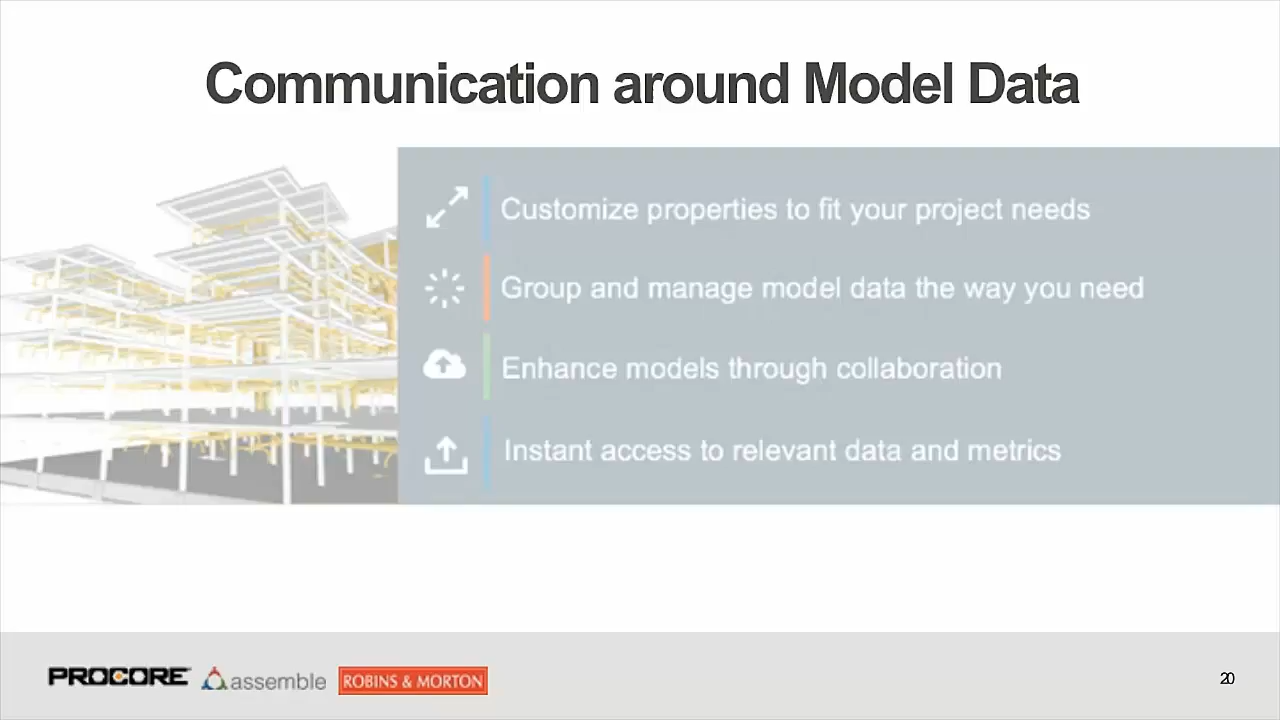 Communication around Model Data
Customize properties to fit your project needs
Group and manage model data the way you need
Enhance models through collaboration
Instant access to relevant data and metrics
PROCORE
assemble
ROBINS & MORTON
20